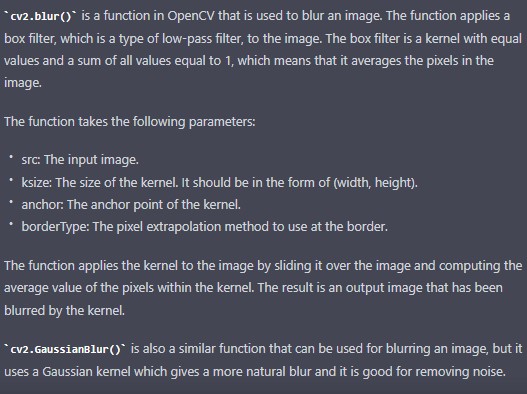 `cv2.blur()` is a function in OpenCV that is used to blur an image. The function applies a
box filter, which is a type of low-pass filter, to the image. The box filter is a kernel with equal
values and a sum of all values equal to 1, which means that it averages the pixels in the
image.
The function takes the following parameters:
• src: The input image.
• ksize: The size of the kernel. It should be in the form of (width, height).
• anchor: The anchor point of the kernel.
• borderType: The pixel extrapolation method to use at the border.
The function applies the kernel to the image by sliding it over the image and computing the
average value of the pixels within the kernel. The result is an output image that has been
blurred by the kernel.
`cv2.GaussianBlur()` is also a similar function that can be used for blurring an image, but it
uses a Gaussian kernel which gives a more natural blur and it is good for removing noise.